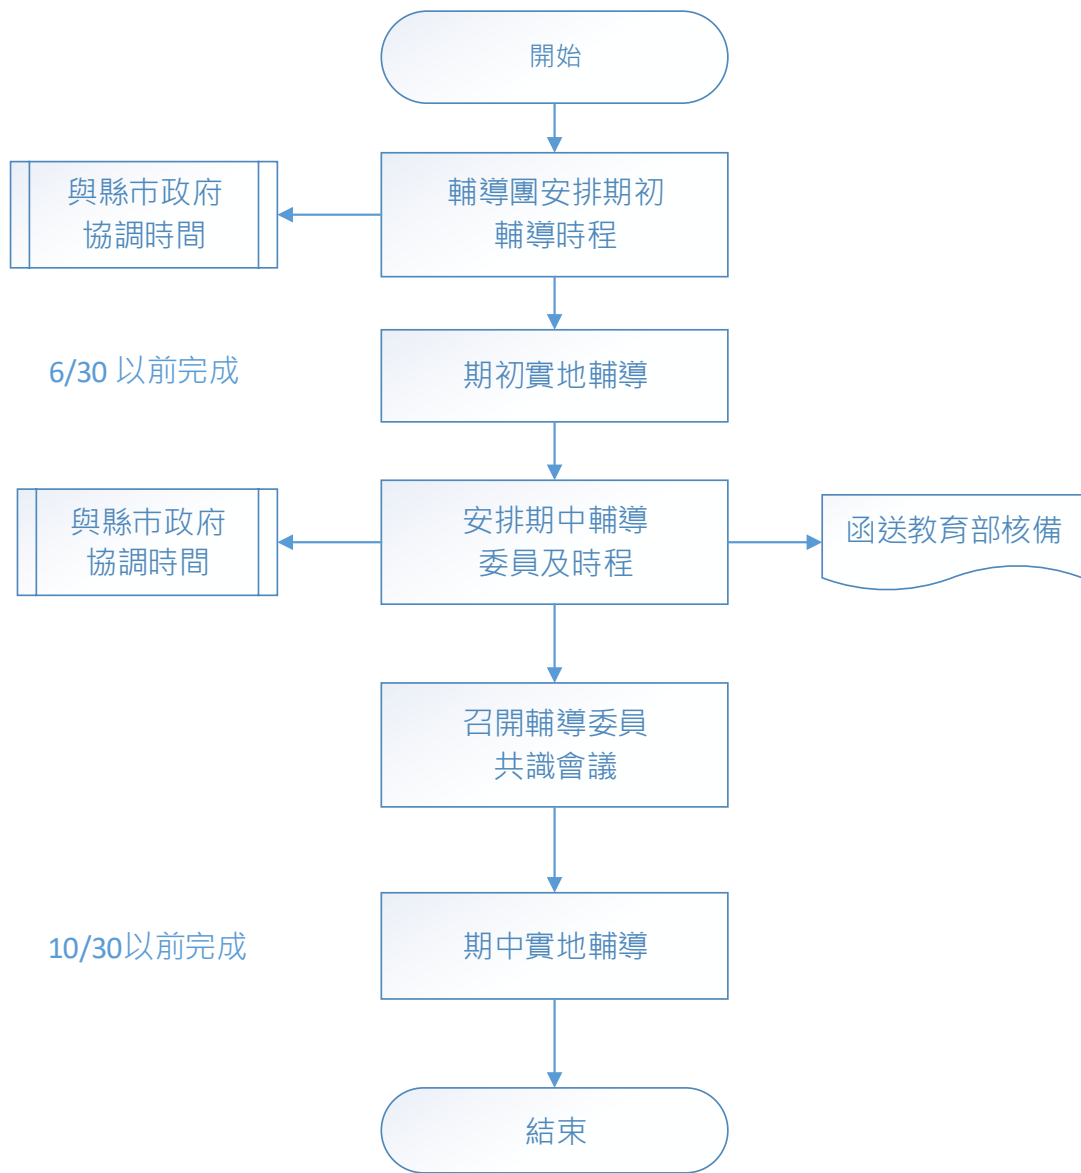 開始
與縣市政府
協調時間
輔導團安排期初
輔導時程
6/30 以前完成
期初實地輔導
與縣市政府
協調時間
安排期中輔導
委員及時程
函送教育部核備
召開輔導委員
共識會議
10/30以前完成
期中實地輔導
結束